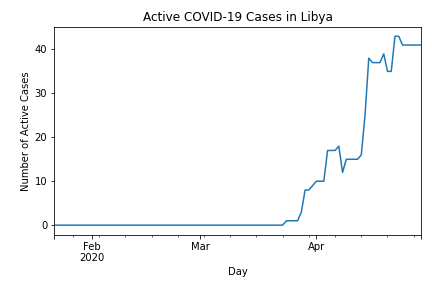 Active COVID-19 Cases in Libya
Number of Active Cases
40
30
20
10
0
Feb
2020
Mar
Apr
Day